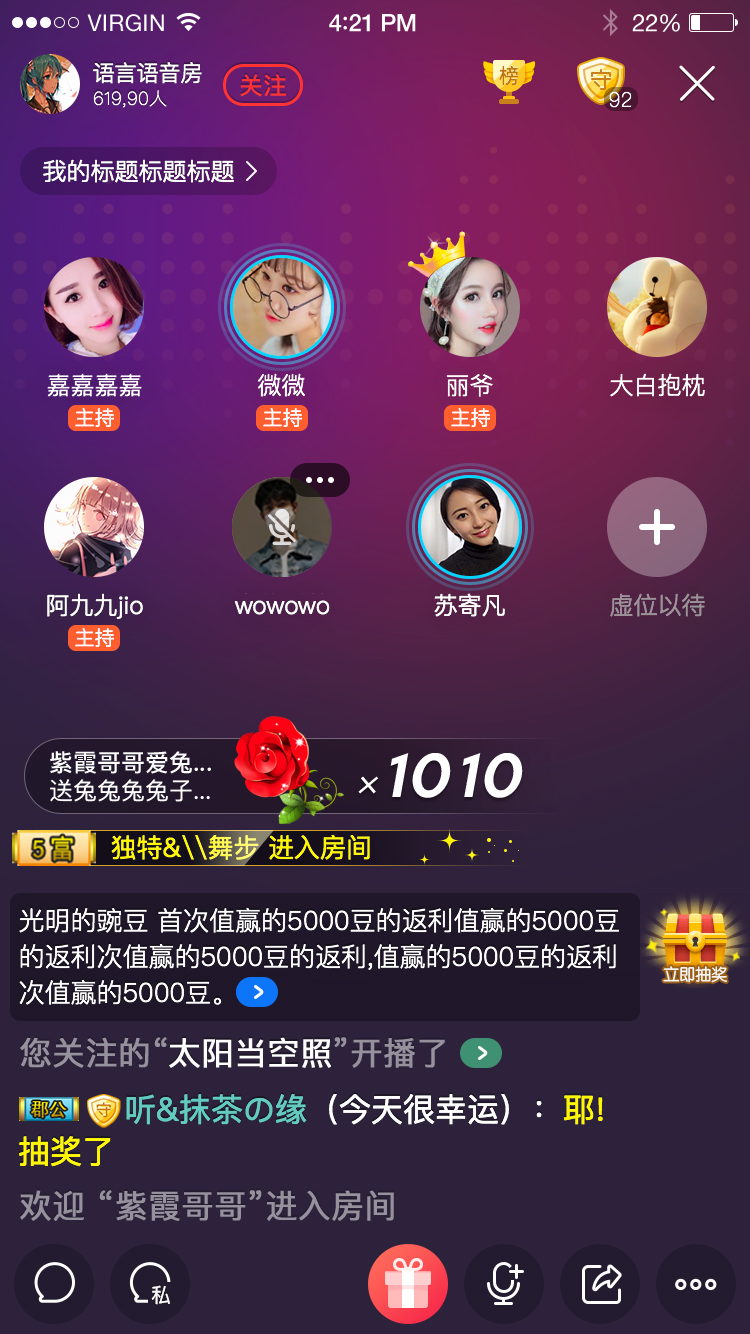 VIRGIN 4:21 PM 22%
语言语音房
619,90人
关注
榜
守
92
我的标题标题标题
嘉嘉嘉嘉 微微 丽爷 大白抱枕
主持 主持 主持
阿九九jio wowowo 苏寄凡 虚位以待
主持
紫霞哥哥爱兔...
送兔兔兔兔子...
×1010
5富 独特&\\舞步 进入房间
光明的豌豆 首次值赢的5000豆的返利值赢的5000豆
的返利次值赢的5000豆的返利,值赢的5000豆的返利
次值赢的5000豆。
立即抽奖
您关注的“太阳当空照”开播了
郡公 守 听&抹茶の缘（今天很幸运）：耶!
抽奖了
欢迎 “紫霞哥哥”进入房间
私